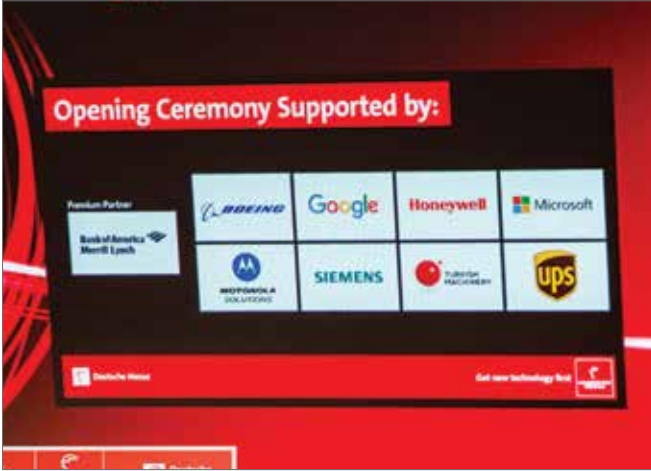 Opening Ceremony Supported by:
Premium Partner
Bank of America
Merrill Lynch
BOEING
Google
Honeywell
Microsoft
MOTOROLA
SOLUTIONS
SIEMENS
TURKISH
MACHINERY
ups
Deutsche Messe
Get new technology first
Deutsche